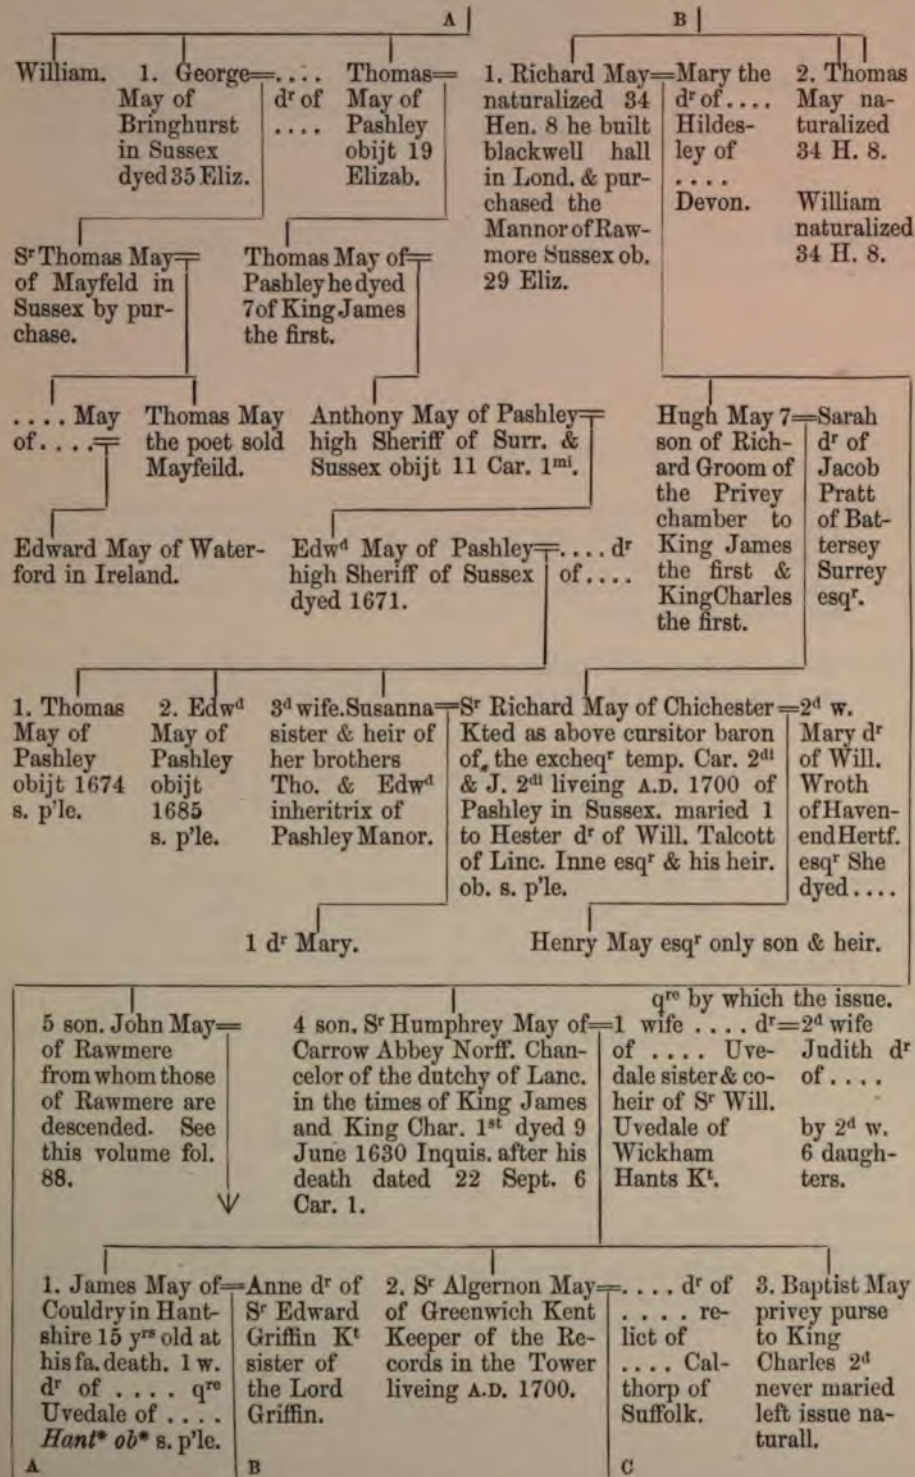 A B
William.
1. George=....
May of
Bringhurst
in Sussex
dyed 35 Eliz.
dʳ of
....
Thomas=
May of
Pashley
obijt 19
Elizab.
1. Richard May=
naturalized 34
Hen. 8 he built
blackwell hall
in Lond. & pur-
chased the
Mannor of Raw-
more Sussex ob.
29 Eliz.
Mary the
dʳ of....
Hildes-
ley of
....
Devon.
2. Thomas
May na-
turalized
34 H. 8.
William
naturalized
34 H. 8.
Sʳ Thomas May=
of Mayfeld in
Sussex by pur-
chase.
Thomas May of=
Pashley he dyed
7 of King James
the first.
.... May
of....=
Thomas May
the poet sold
Mayfeild.
Anthony May of Pashley=
high Sheriff of Surr. &
Sussex obijt 11 Car. 1ᵐⁱ.
Hugh May 7=
son of Rich-
ard Groom of
the Privey
chamber to
King James
the first &
King Charles
the first.
Sarah
dʳ of
Jacob
Pratt
of Bat-
tersey
Surrey
esqʳ.
Edward May of Water-
ford in Ireland.
Edwᵈ May of Pashley=.... dʳ
high Sheriff of Sussex of....
dyed 1671.
1. Thomas
May of
Pashley
obijt 1674
s. p'le.
2. Edwᵈ
May of
Pashley
obijt
1685
s. p'le.
3ᵈ wife. Susanna=
sister & heir of
her brothers
Tho. & Edwᵈ
inheritrix of
Pashley Manor.
Sʳ Richard May of Chichester=
Kted as above cursitor baron
of the excheqʳ temp. Car. 2ᵈⁱ
& J. 2ᵈⁱ liveing A.D. 1700 of
Pashley in Sussex. maried 1
to Hester dʳ of Will. Talcott
of Linc. Inne esqʳ & his heir.
ob. s. p'le.
2ᵈ w.
Mary dʳ
of Will.
Wroth
of Haven-
end Hertf.
esqʳ She
dyed....
1 dʳ Mary.
Henry May esqʳ only son & heir.
qʳᵉ by which the issue.
5 son. John May=
of Rawmere
from whom those
of Rawmere are
descended. See
this volume fol.
88.
4 son. Sʳ Humphrey May of=
Carrow Abbey Norff. Chan-
celor of the dutchy of Lanc.
in the times of King James
and King Char. 1ˢᵗ dyed 9
June 1630 Inquis. after his
death dated 22 Sept. 6
Car. 1.
1 wife .... dʳ=
of .... Uve-
dale sister & co-
heir of Sʳ Will.
Uvedale of
Wickham
Hants Kᵗ.
2ᵈ wife
Judith dʳ
of....
by 2ᵈ w.
6 daugh-
ters.
1. James May of=
Couldry in Hant-
shire 15 yʳˢ old at
his fa. death. 1 w.
dʳ of .... qʳᵉ
Uvedale of ....
Hant* ob* s. p'le.
Anne dʳ of
Sʳ Edward
Griffin Kᵗ
sister of
the Lord
Griffin.
2. Sʳ Algernon May=
of Greenwich Kent
Keeper of the Re-
cords in the Tower
liveing A.D. 1700.
.... dʳ of
.... re-
lict of
.... Cal-
thorp of
Suffolk.
3. Baptist May
privey purse
to King
Charles 2ᵈ
never maried
left issue na-
turall.
A B C